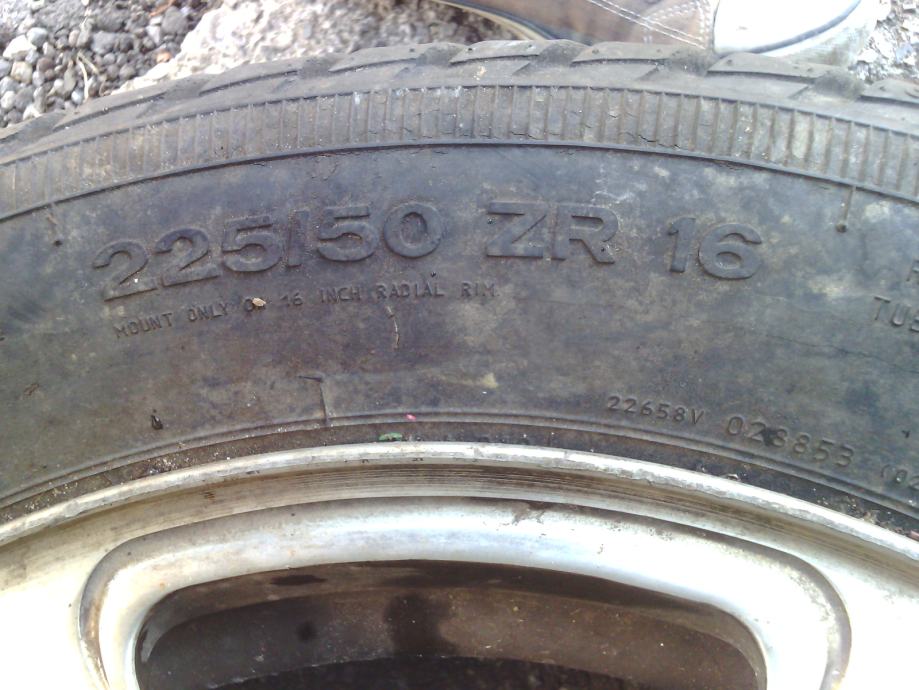 225/50 ZR 16
MOUNT ONLY ON 16 INCH RADIAL RIM
22658V 023853